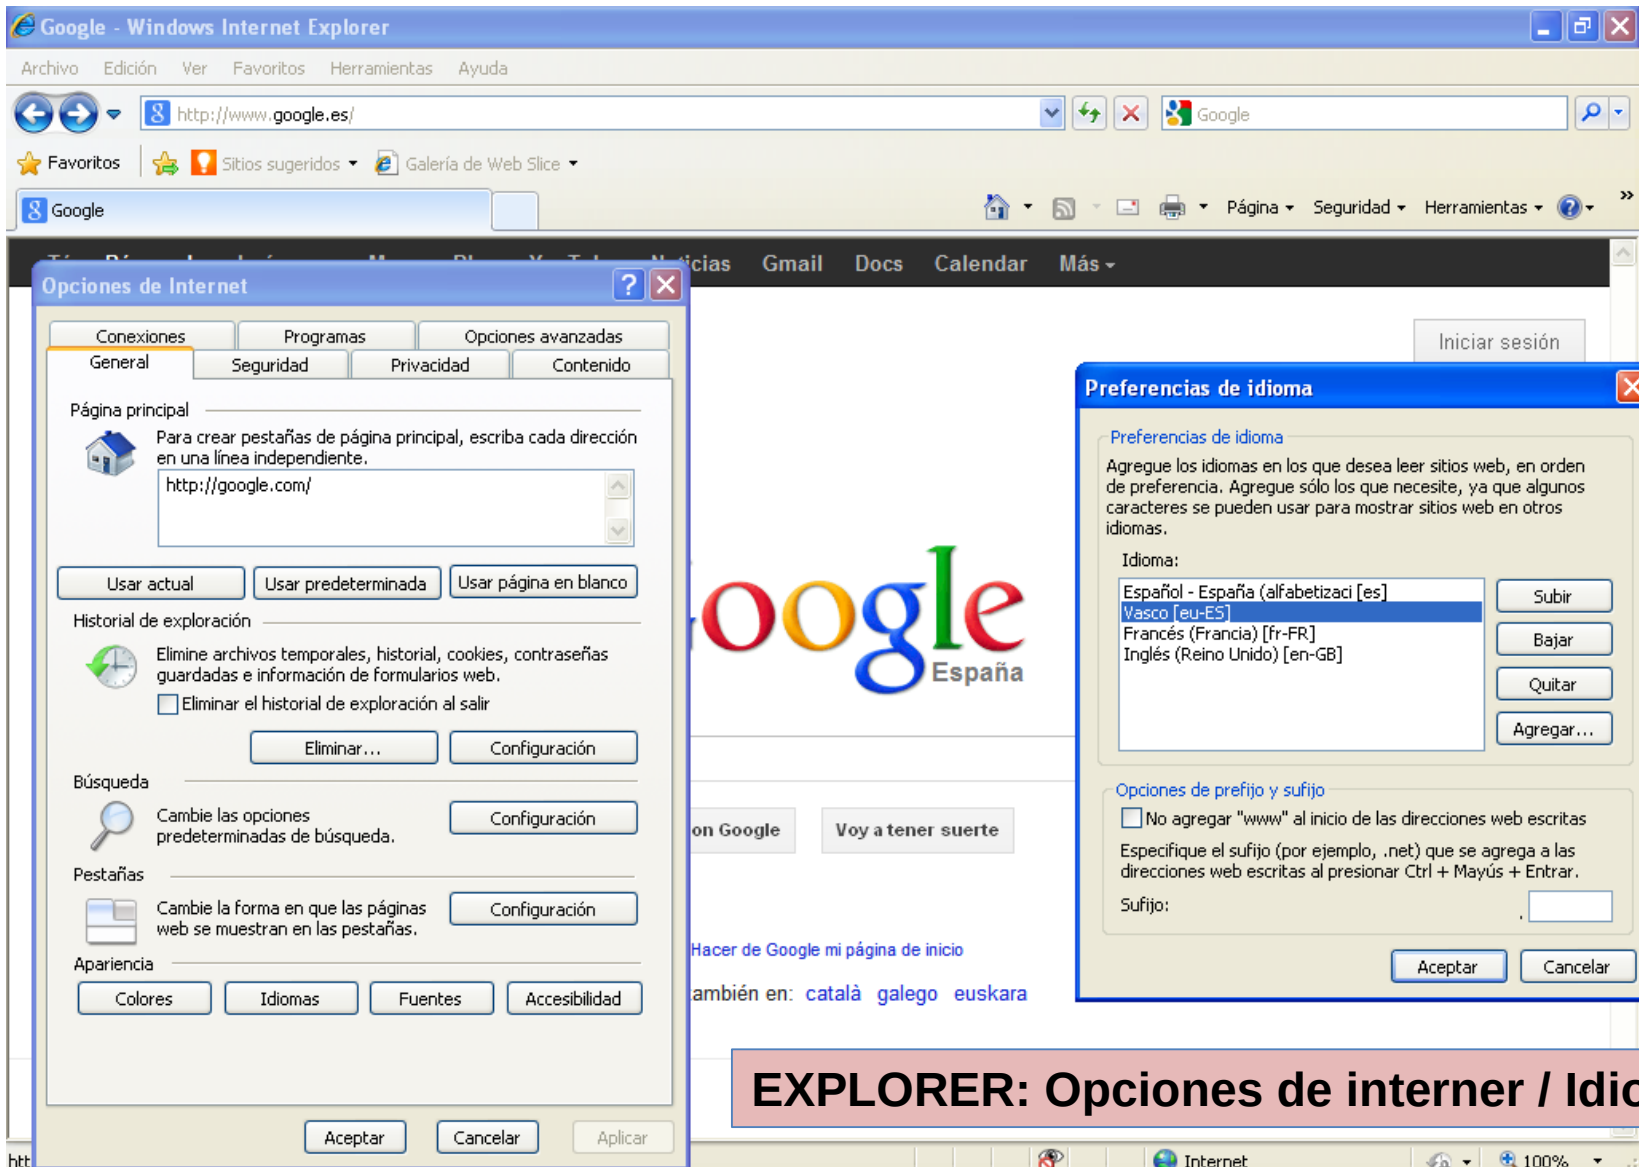 Google - Windows Internet Explorer
Archivo Edición Ver Favoritos Herramientas Ayuda
http://www.google.es/
Google
Favoritos Sitios sugeridos Galería de Web Slice
Google
Página Seguridad Herramientas
Gmail Docs Calendar Más
Iniciar sesión
Opciones de Internet
Conexiones Programas Opciones avanzadas
General Seguridad Privacidad Contenido
Página principal
Para crear pestañas de página principal, escriba cada dirección
en una línea independiente.
http://google.com/
Usar actual Usar predeterminada Usar página en blanco
Historial de exploración
Elimine archivos temporales, historial, cookies, contraseñas
guardadas e información de formularios web.
Eliminar el historial de exploración al salir
Eliminar... Configuración
Búsqueda
Cambie las opciones
predeterminadas de búsqueda.
Configuración
Pestañas
Cambie la forma en que las páginas
web se muestran en las pestañas.
Configuración
Apariencia
Colores Idiomas Fuentes Accesibilidad
Aceptar Cancelar Aplicar
oogle
España
on Google Voy a tener suerte
Hacer de Google mi página de inicio
ambién en: català galego euskara
Preferencias de idioma
Preferencias de idioma
Agregue los idiomas en los que desea leer sitios web, en orden
de preferencia. Agregue sólo los que necesite, ya que algunos
caracteres se pueden usar para mostrar sitios web en otros
idiomas.
Idioma:
Español - España (alfabetizaci [es]
Vasco [eu-ES]
Francés (Francia) [fr-FR]
Inglés (Reino Unido) [en-GB]
Subir
Bajar
Quitar
Agregar...
Opciones de prefijo y sufijo
No agregar "www" al inicio de las direcciones web escritas
Especifique el sufijo (por ejemplo, .net) que se agrega a las
direcciones web escritas al presionar Ctrl + Mayús + Entrar.
Sufijo: .
Aceptar Cancelar
EXPLORER: Opciones de interner / Idio
htt
Internet 100%